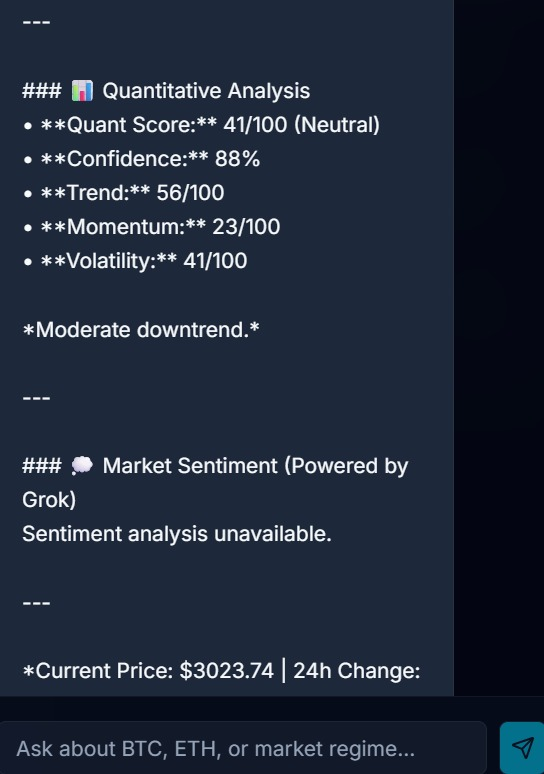 ---
### 📊 Quantitative Analysis
• **Quant Score:** 41/100 (Neutral)
• **Confidence:** 88%
• **Trend:** 56/100
• **Momentum:** 23/100
• **Volatility:** 41/100
*Moderate downtrend.*
---
### 💭 Market Sentiment (Powered by
Grok)
Sentiment analysis unavailable.
---
*Current Price: $3023.74 | 24h Change:
Ask about BTC, ETH, or market regime...